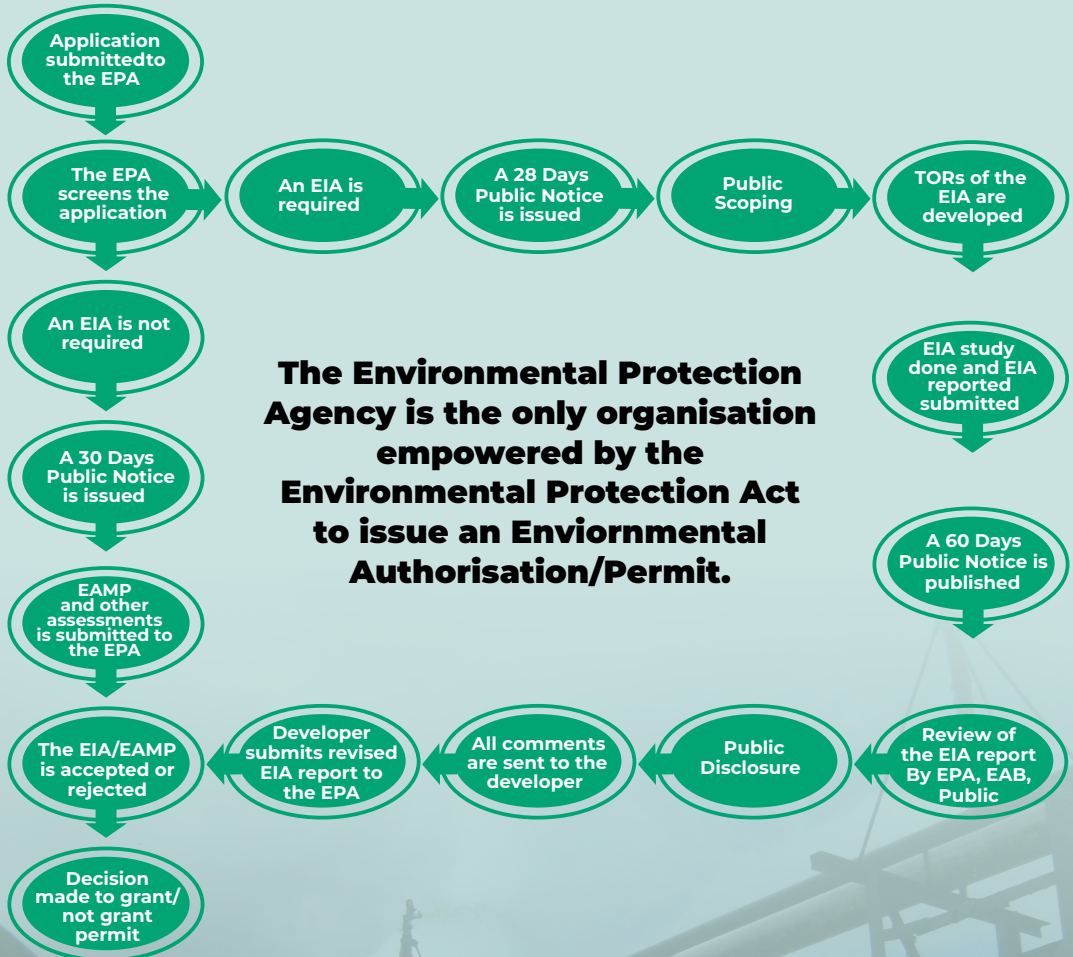 Application
submittedto
the EPA
The EPA
screens the
application
An EIA is
required
A 28 Days
Public Notice
is issued
Public
Scoping
TORs of the
EIA are
developed
An EIA is not
required
EIA study
done and EIA
reported
submitted
A 30 Days
Public Notice
is issued
The Environmental Protection
Agency is the only organisation
empowered by the
Environmental Protection Act
to issue an Enviornmental
Authorisation/Permit.
A 60 Days
Public Notice is
published
EAMP
and other
assessments
is submitted to
the EPA
Review of
the EIA report
By EPA, EAB,
Public
Public
Disclosure
All comments
are sent to the
developer
Developer
submits revised
EIA report to
the EPA
The EIA/EAMP
is accepted or
rejected
Decision
made to grant/
not grant
permit